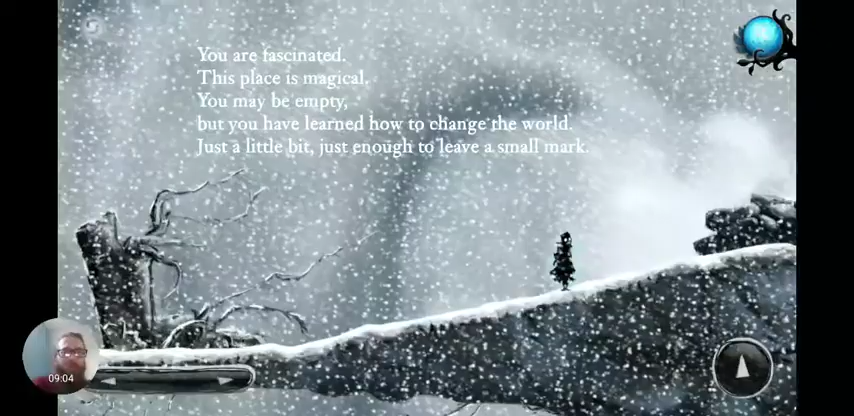 You are fascinated.
This place is magical.
You may be empty,
but you have learned how to change the world.
Just a little bit, just enough to leave a small mark.
09:04